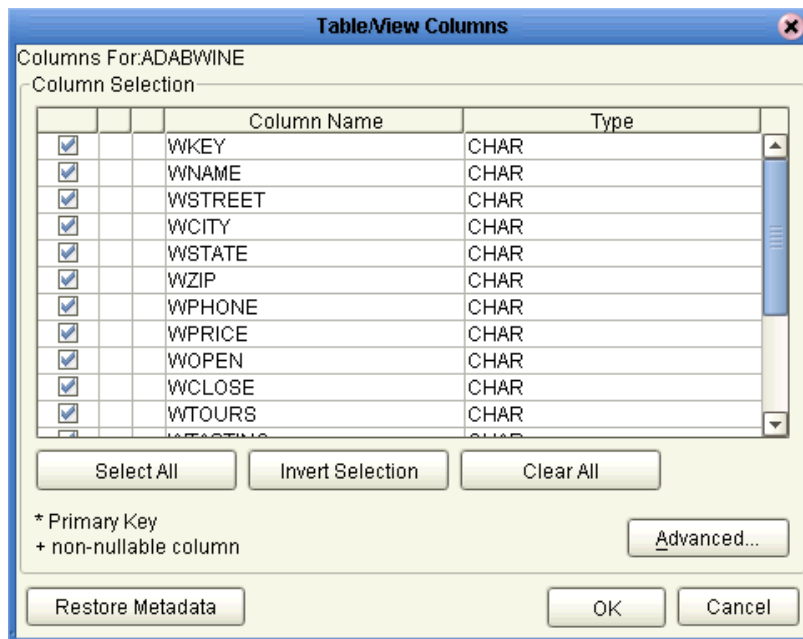 Table/View Columns
Columns For:ADABWINE
Column Selection
Column Name Type
WKEY CHAR
WNAME CHAR
WSTREET CHAR
WCITY CHAR
WSTATE CHAR
WZIP CHAR
WPHONE CHAR
WPRICE CHAR
WOPEN CHAR
WCLOSE CHAR
WTOURS CHAR
Select All Invert Selection Clear All
* Primary Key
+ non-nullable column
Advanced...
Restore Metadata OK Cancel